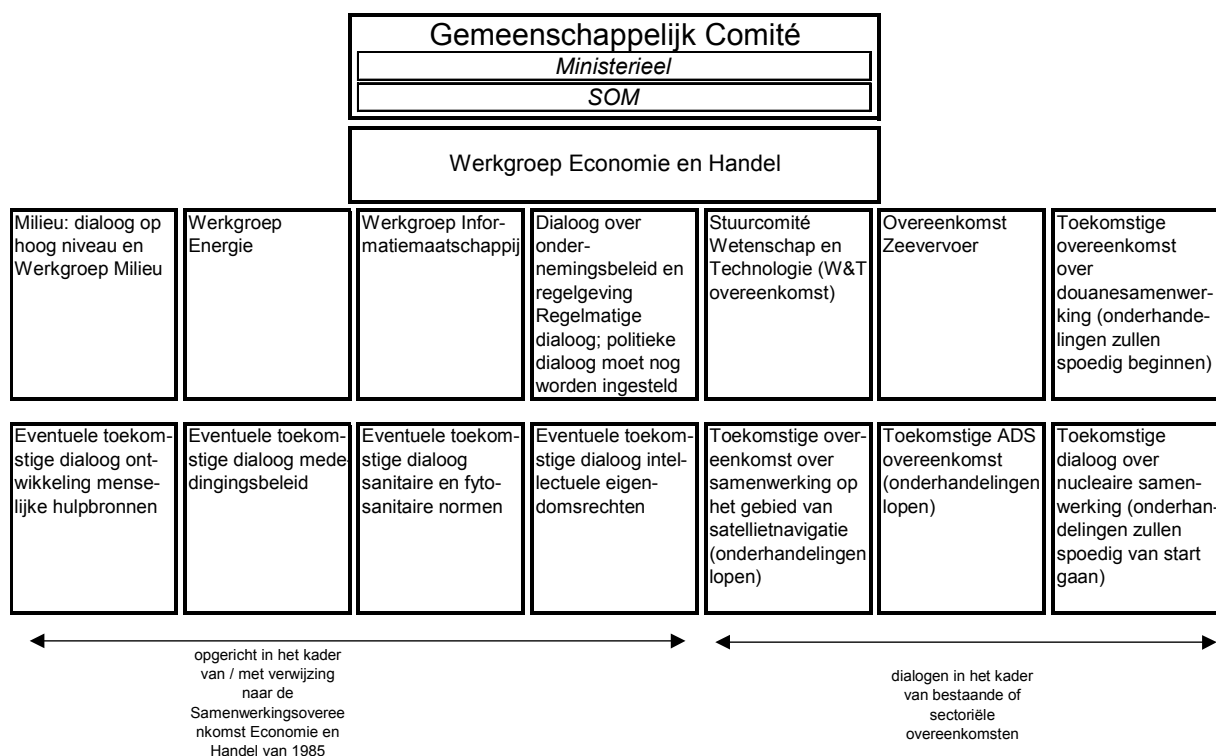 Gemeenschappelijk Comité
Ministerieel
SOM
Werkgroep Economie en Handel
Milieu: dialoog op
hoog niveau en
Werkgroep Milieu
Werkgroep
Energie
Werkgroep Infor-
matiemaatschappij
Dialoog over
onder-
nemingsbeleid en
regelgeving
Regelmatige
dialoog; politieke
dialoog moet nog
worden ingesteld
Stuurcomité
Wetenschap en
Technologie (W&T
overeenkomst)
Overeenkomst
Zeevervoer
Toekomstige
overeenkomst
over
douanesamenwer-
king (onderhande-
lingen zullen
spoedig beginnen)
Eventuele toekom-
stige dialoog ont-
wikkeling mense-
lijke hulpbronnen
Eventuele toekom-
stige dialoog mede-
dingingsbeleid
Eventuele toekom-
stige dialoog
sanitaire en fyto-
sanitaire normen
Eventuele toekom-
stige dialoog intel-
lectuele eigen-
domsrechten
Toekomstige over-
eenkomst over
samenwerking op
het gebied van
satellietnavigatie
(onderhandelingen
lopen)
Toekomstige ADS
overeenkomst
(onderhandelingen
lopen)
Toekomstige
dialoog over
nucleaire samen-
werking (onderhan-
delingen zullen
spoedig van start
gaan)
opgericht in het kader
van / met verwijzing
naar de
Samenwerkingsoveree
nkomst Economie en
Handel van 1985
dialogen in het kader
van bestaande of
sectoriële
overeenkomsten